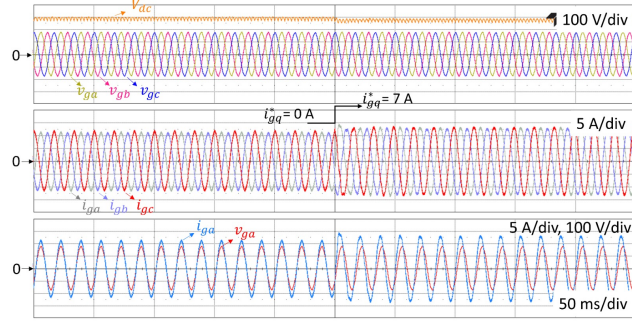 V_dc
100 V/div
0
v_ga v_gb v_gc
i*_gq = 0 A
i*_gq = 7 A
5 A/div
0
i_ga i_gb i_gc
5 A/div, 100 V/div
i_ga
v_ga
0
50 ms/div